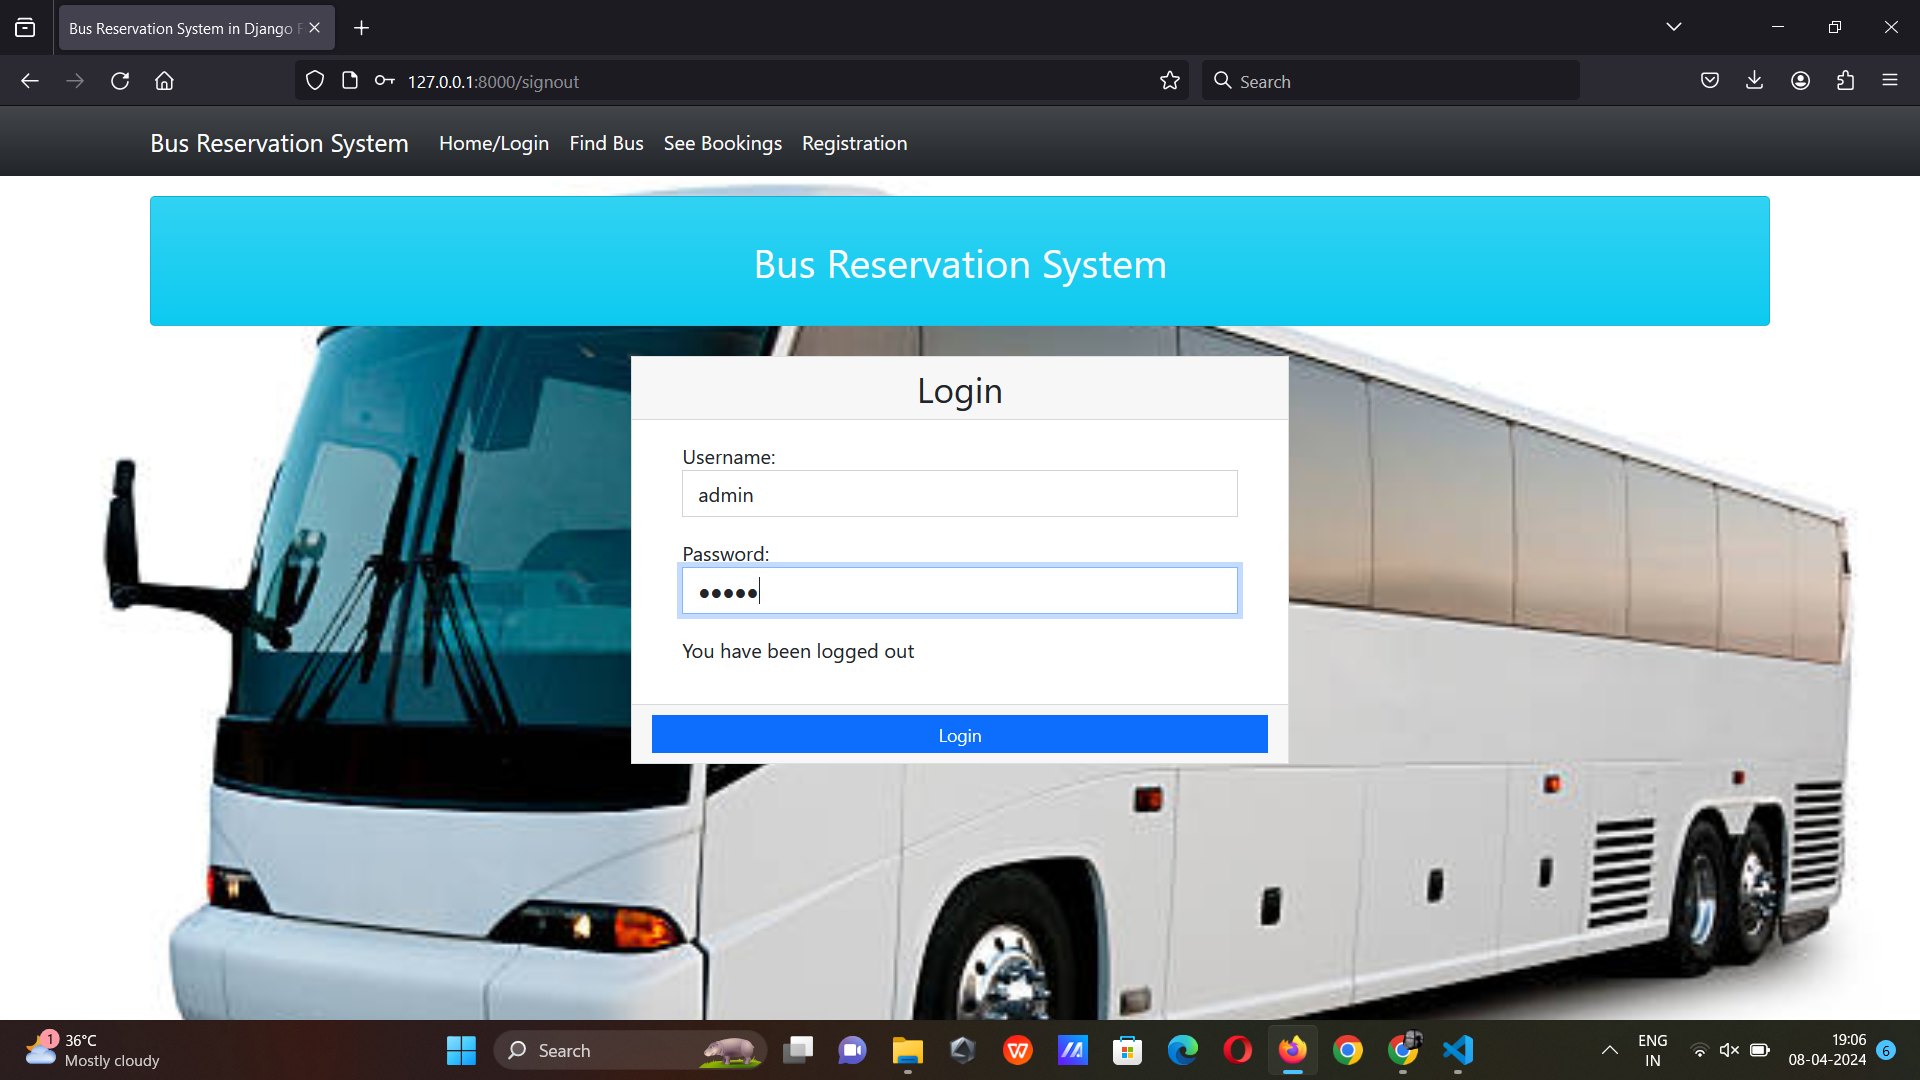 Bus Reservation System in Django
127.0.0.1:8000/signout
Search
Bus Reservation System Home/Login Find Bus See Bookings Registration
Bus Reservation System
Login
Username:
admin
Password:
●●●●●
You have been logged out
Login
1
36°C
Mostly cloudy
Search
ENG
IN
19:06
08-04-2024
6